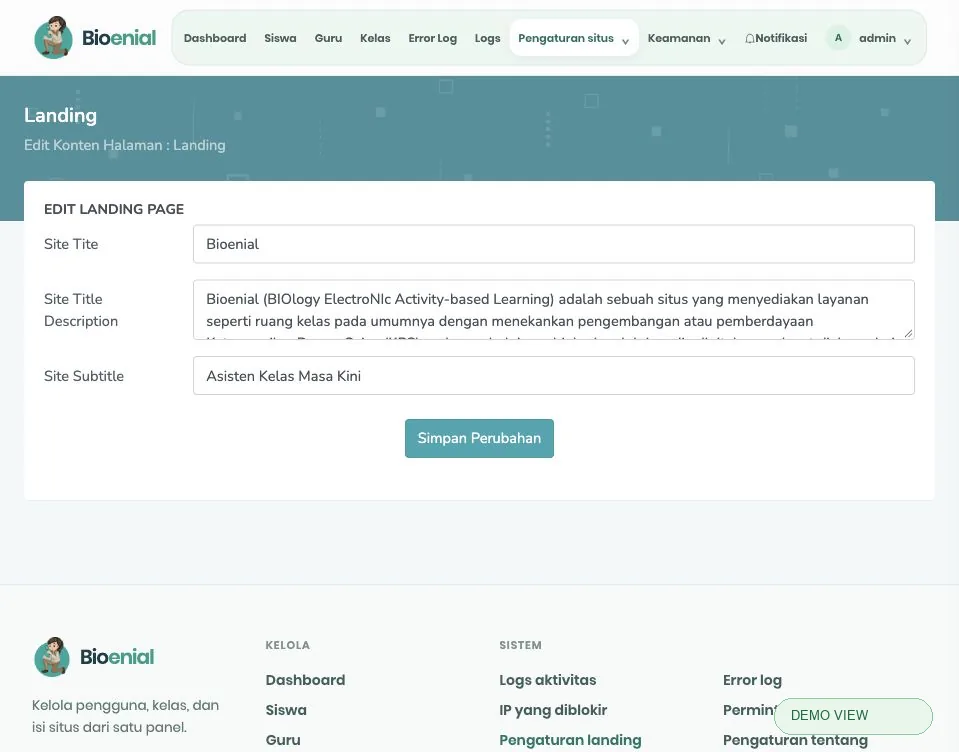 Bioenial
Dashboard Siswa Guru Kelas Error Log Logs Pengaturan situs Keamanan Notifikasi A admin
Landing
Edit Konten Halaman : Landing
EDIT LANDING PAGE
Site Tite
Bioenial
Site Title
Description
Bioenial (BIOlogy ElectroNIc Activity-based Learning) adalah sebuah situs yang menyediakan layanan
seperti ruang kelas pada umumnya dengan menekankan pengembangan atau pemberdayaan
Site Subtitle
Asisten Kelas Masa Kini
Simpan Perubahan
Bioenial
Kelola pengguna, kelas, dan
isi situs dari satu panel.
KELOLA
Dashboard
Siswa
Guru
SISTEM
Logs aktivitas
IP yang diblokir
Pengaturan landing
Error log
DEMO VIEW
Pengaturan tentang